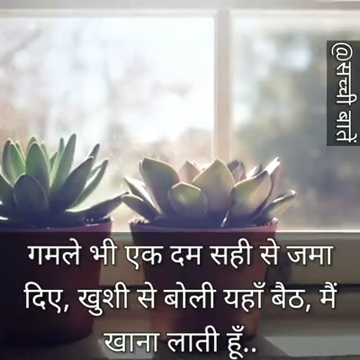 @सच्ची बातें
गमले भी एक दम सही से जमा
दिए, खुशी से बोली यहाँ बैठ, मैं
खाना लाती हूँ..